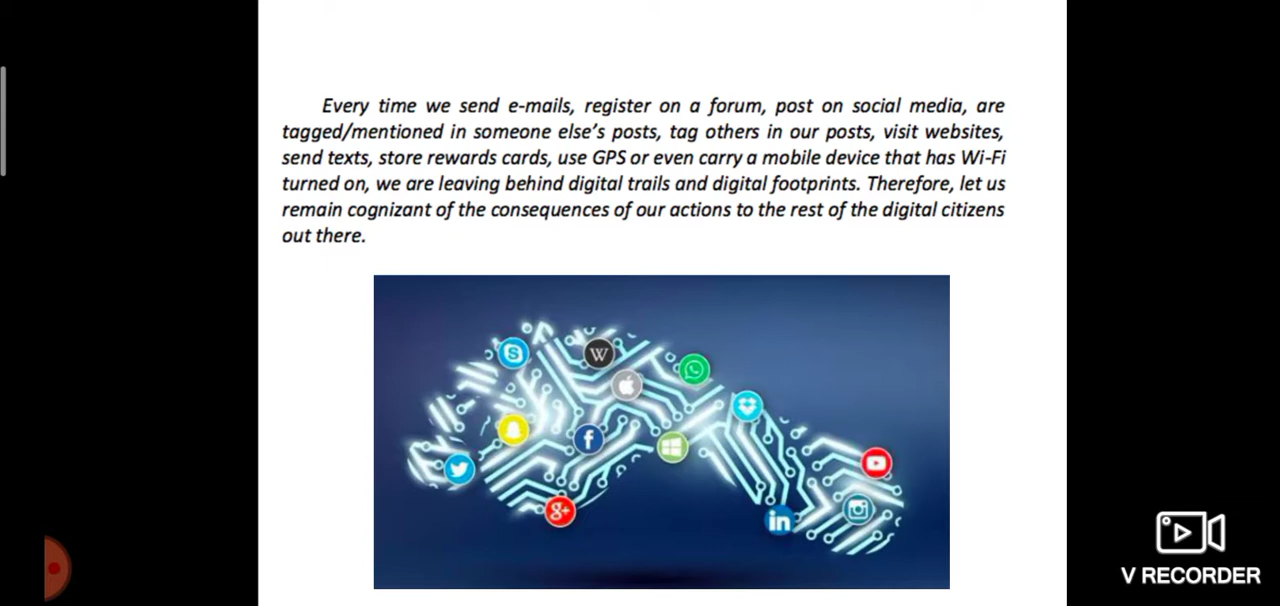 Every time we send e-mails, register on a forum, post on social media, are
tagged/mentioned in someone else's posts, tag others in our posts, visit websites,
send texts, store rewards cards, use GPS or even carry a mobile device that has Wi-Fi
turned on, we are leaving behind digital trails and digital footprints. Therefore, let us
remain cognizant of the consequences of our actions to the rest of the digital citizens
out there.
S
W
f
g+
in
V RECORDER